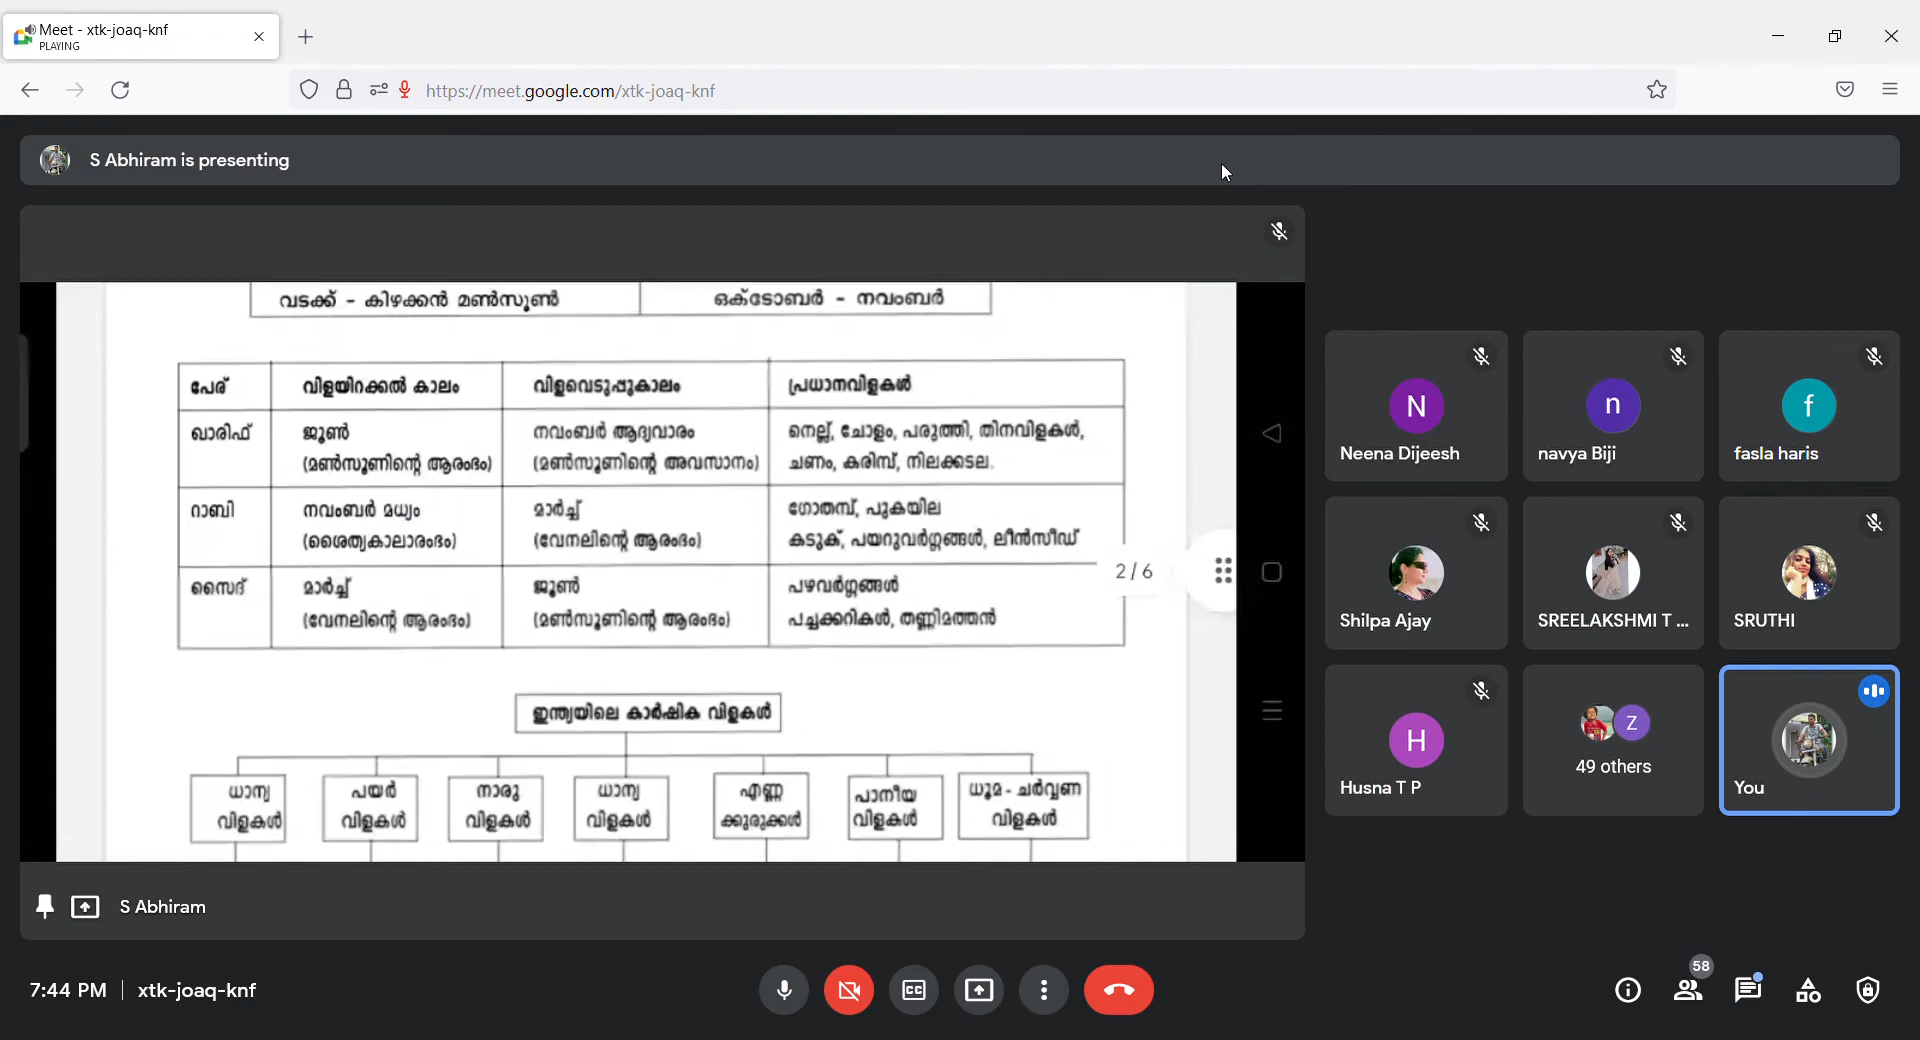 Meet - xtk-joaq-knf
PLAYING
https://meet.google.com/xtk-joaq-knf
S Abhiram is presenting
വടക്ക് - കിഴക്കൻ മൺസൂൺ ഒക്ടോബർ - നവംബർ
പേര് വിളയിറക്കൽ കാലം വിളവെടുപ്പുകാലം പ്രധാനവിളകൾ
ഖാരിഫ് ജൂൺ നവംബർ ആദ്യവാരം നെല്ല്, ചോളം, പരുത്തി, തിനവിളകൾ,
(മൺസൂണിന്റെ ആരംഭം) (മൺസൂണിന്റെ അവസാനം) ചണം, കരിമ്പ്, നിലക്കടല.
റാബി നവംബർ മധ്യം മാർച്ച് ഗോതമ്പ്, പുകയില
(ശൈത്യകാലാരംഭം) (വേനലിന്റെ ആരംഭം) കടുക്, പയറുവർഗ്ഗങ്ങൾ, ലീൻസീഡ്
2 / 6
സൈദ് മാർച്ച് ജൂൺ പഴവർഗ്ഗങ്ങൾ
(വേനലിന്റെ ആരംഭം) (മൺസൂണിന്റെ ആരംഭം) പച്ചക്കറികൾ, തണ്ണിമത്തൻ
ഇന്ത്യയിലെ കാർഷിക വിളകൾ
ധാന്യ പയർ നാരു ധാന്യ എണ്ണ പാനീയ ധൂമ - ചർവ്വണ
വിളകൾ വിളകൾ വിളകൾ വിളകൾ ക്കുരുക്കൾ വിളകൾ വിളകൾ
S Abhiram
N
Neena Dijeesh
n
navya Biji
f
fasla haris
Shilpa Ajay
SREELAKSHMI T ...
SRUTHI
H
Husna T P
Z
49 others
You
7:44 PM | xtk-joaq-knf
CC
58